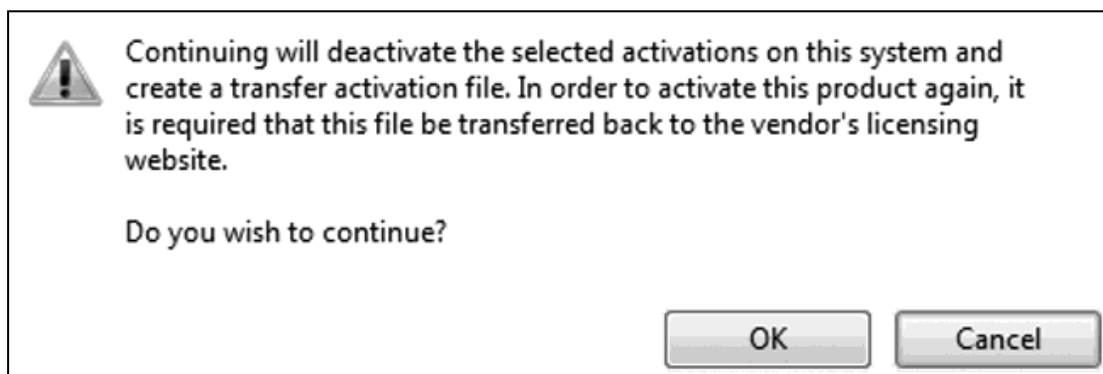 Continuing will deactivate the selected activations on this system and
create a transfer activation file. In order to activate this product again, it
is required that this file be transferred back to the vendor's licensing
website.
Do you wish to continue?
OK
Cancel